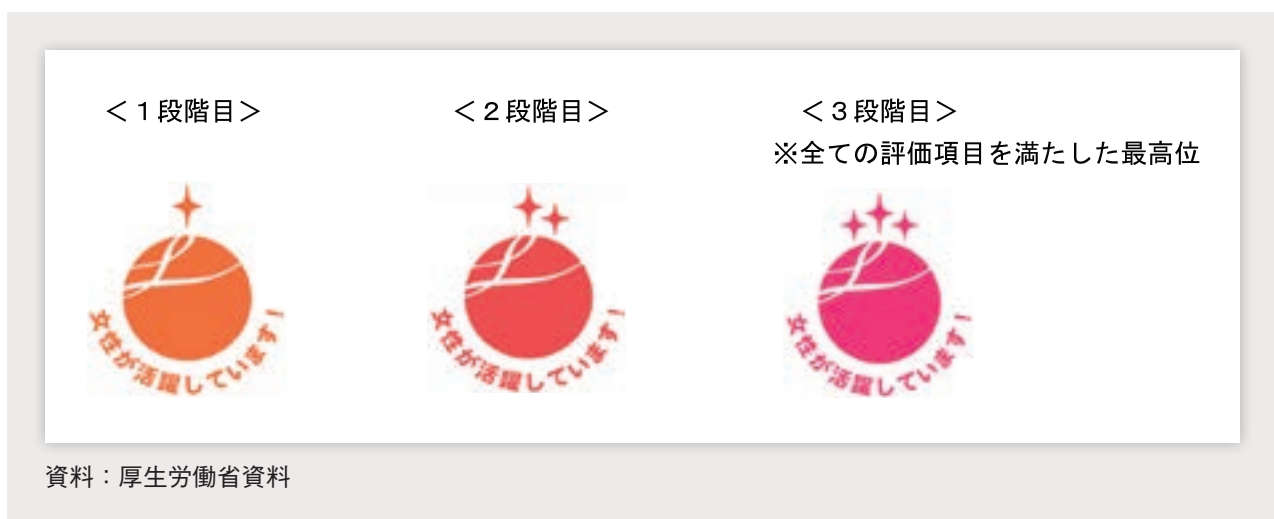 ＜１段階目＞
＜２段階目＞
＜３段階目＞
※全ての評価項目を満たした最高位
女性が活躍しています！
女性が活躍しています！
女性が活躍しています！
資料：厚生労働省資料